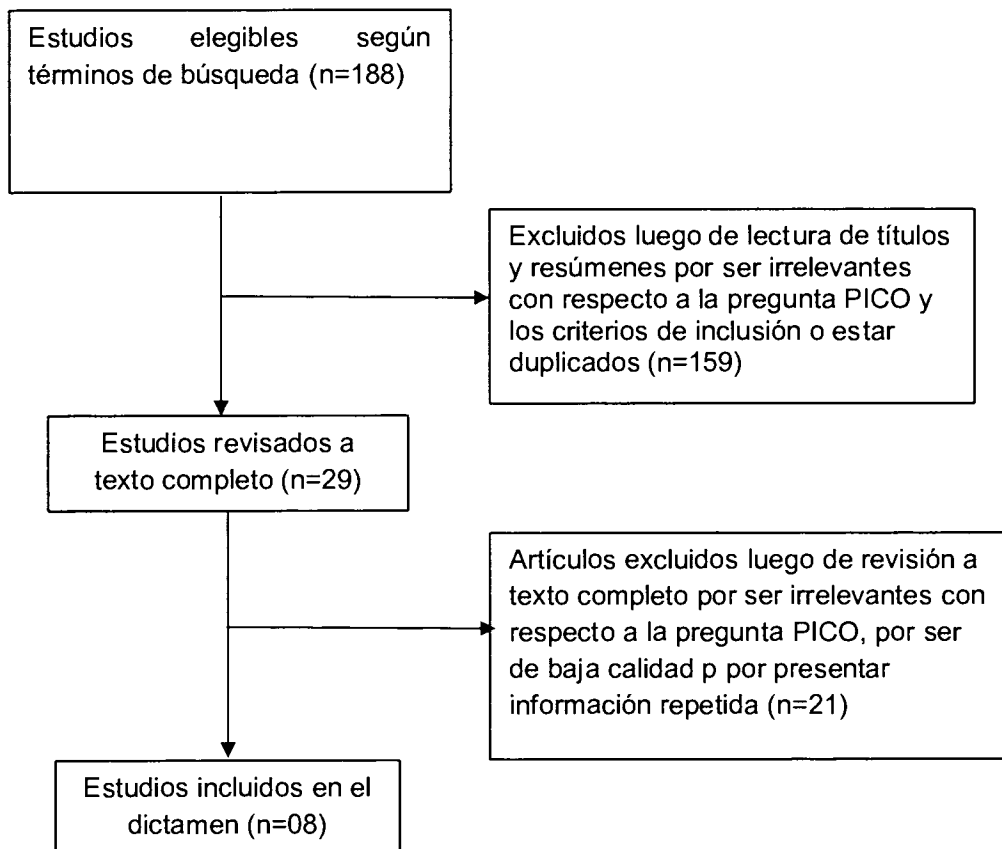 Estudios elegibles según
términos de búsqueda (n=188)
Excluidos luego de lectura de títulos
y resúmenes por ser irrelevantes
con respecto a la pregunta PICO y
los criterios de inclusión o estar
duplicados (n=159)
Estudios revisados a
texto completo (n=29)
Artículos excluidos luego de revisión a
texto completo por ser irrelevantes con
respecto a la pregunta PICO, por ser
de baja calidad p por presentar
información repetida (n=21)
Estudios incluidos en el
dictamen (n=08)